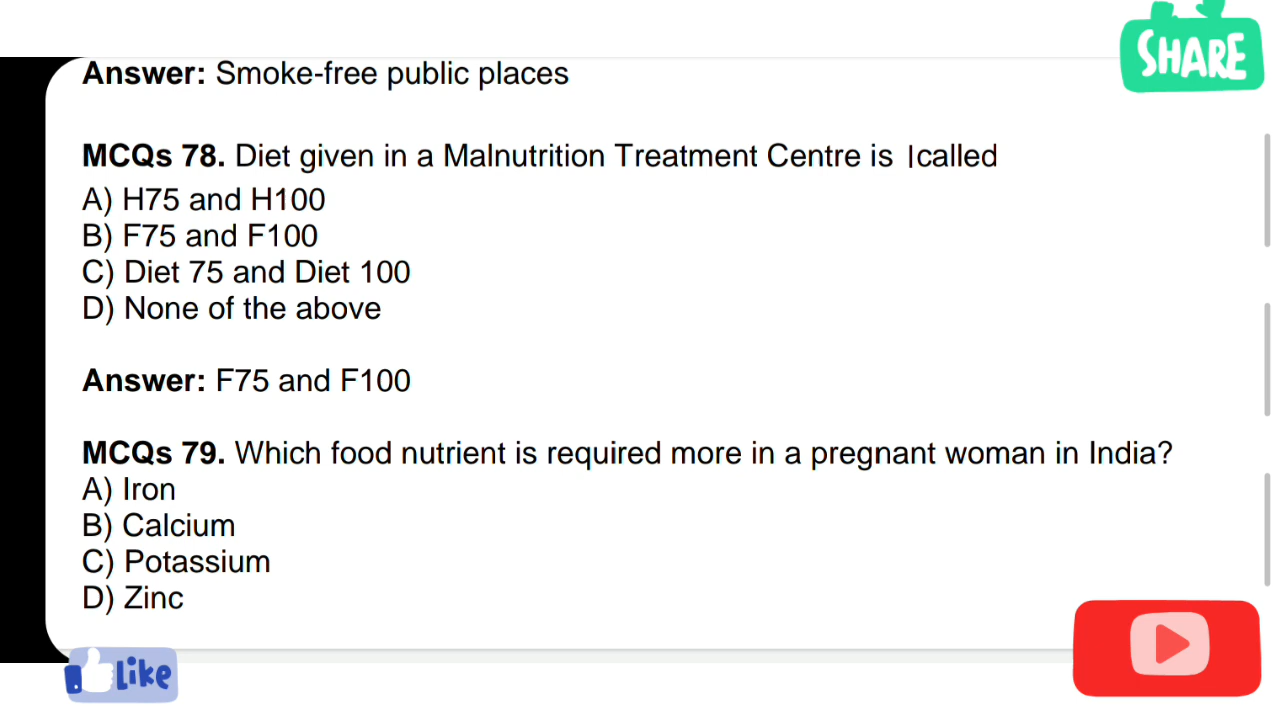 SHARE
Answer: Smoke-free public places
MCQs 78. Diet given in a Malnutrition Treatment Centre is lcalled
A) H75 and H100
B) F75 and F100
C) Diet 75 and Diet 100
D) None of the above
Answer: F75 and F100
MCQs 79. Which food nutrient is required more in a pregnant woman in India?
A) Iron
B) Calcium
C) Potassium
D) Zinc
Like